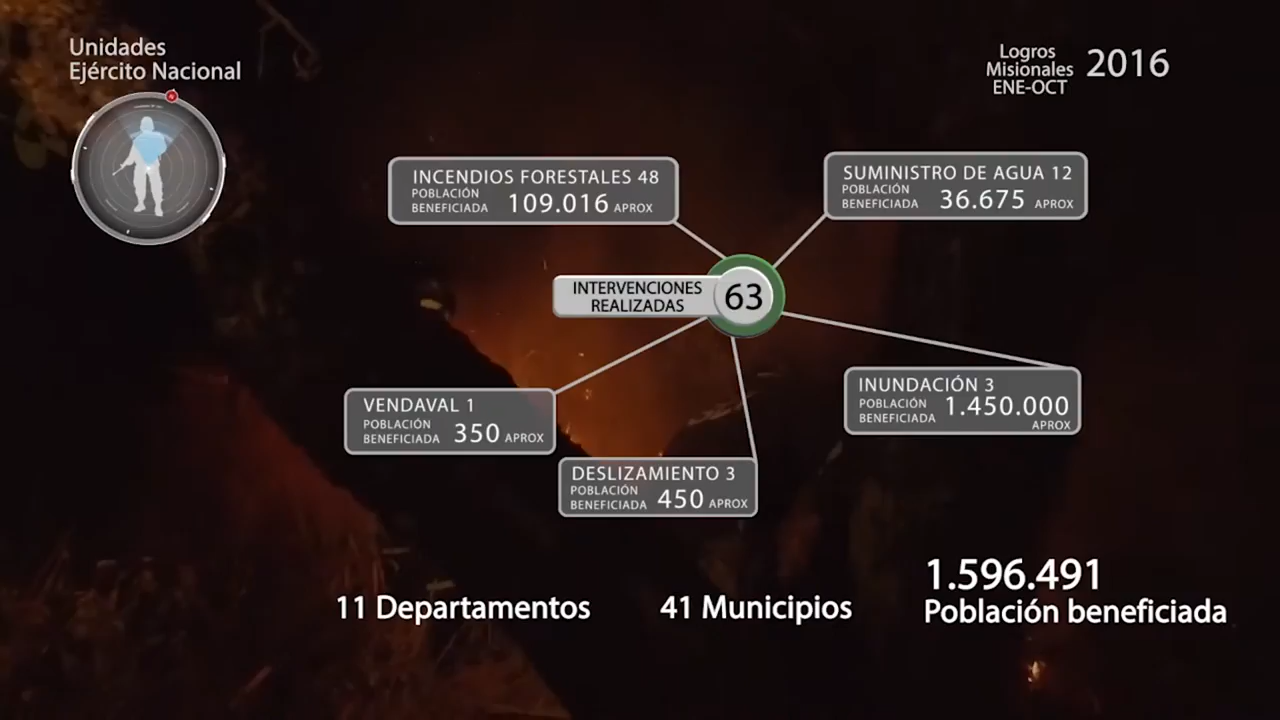 Unidades
Ejército Nacional
Logros
Misionales
ENE-OCT
2016
INCENDIOS FORESTALES 48
POBLACIÓN
BENEFICIADA 109.016 APROX
SUMINISTRO DE AGUA 12
POBLACIÓN
BENEFICIADA 36.675 APROX
INTERVENCIONES
REALIZADAS
63
VENDAVAL 1
POBLACIÓN
BENEFICIADA 350 APROX
INUNDACIÓN 3
POBLACIÓN
BENEFICIADA 1.450.000
APROX
DESLIZAMIENTO 3
POBLACIÓN
BENEFICIADA 450 APROX
11 Departamentos
41 Municipios
1.596.491
Población beneficiada